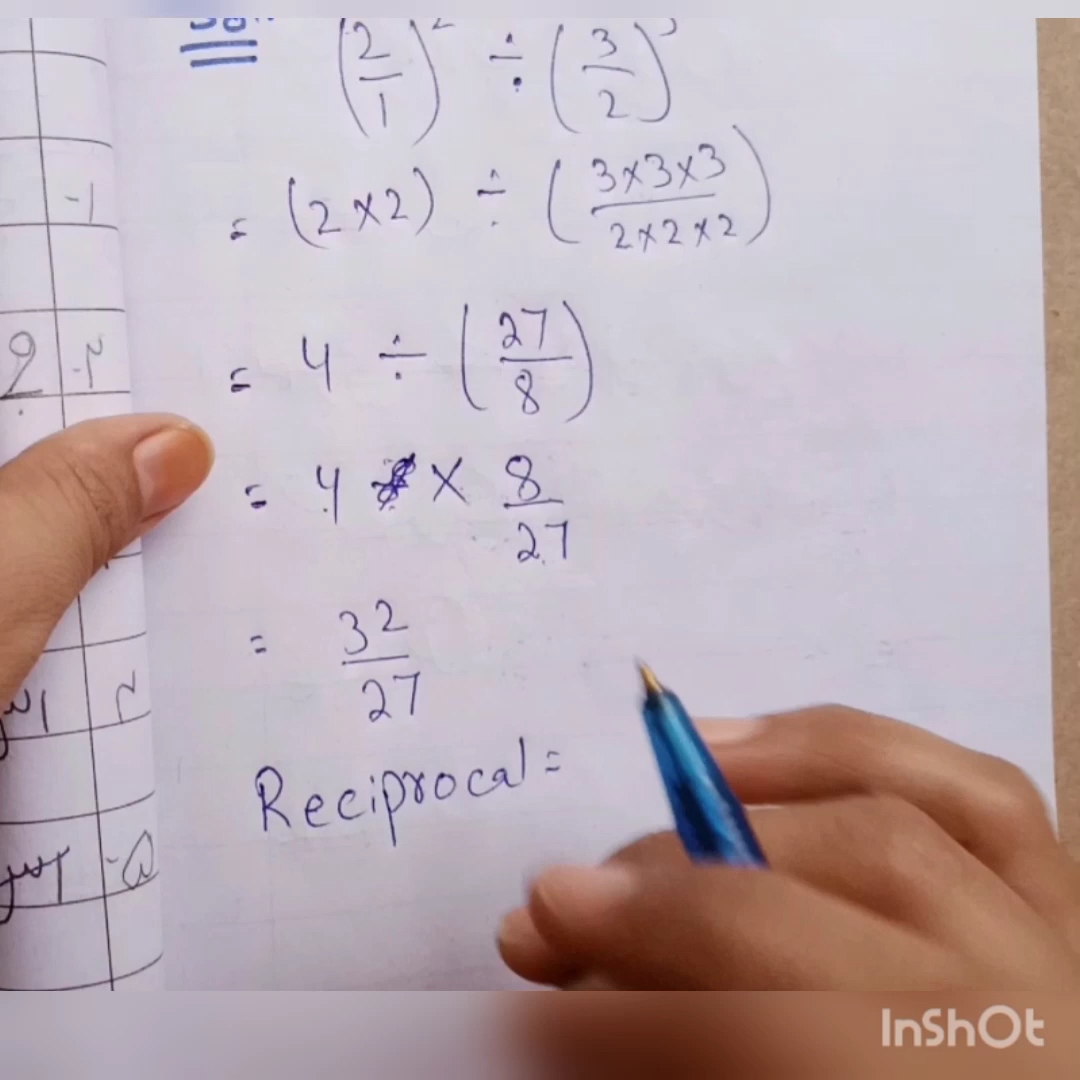 Sol
(2/1)² ÷ (3/2)³
= (2×2) ÷ (3×3×3/2×2×2)
= 4 ÷ (27/8)
= 4 × 8/27
= 32/27
Reciprocal =
InShOt